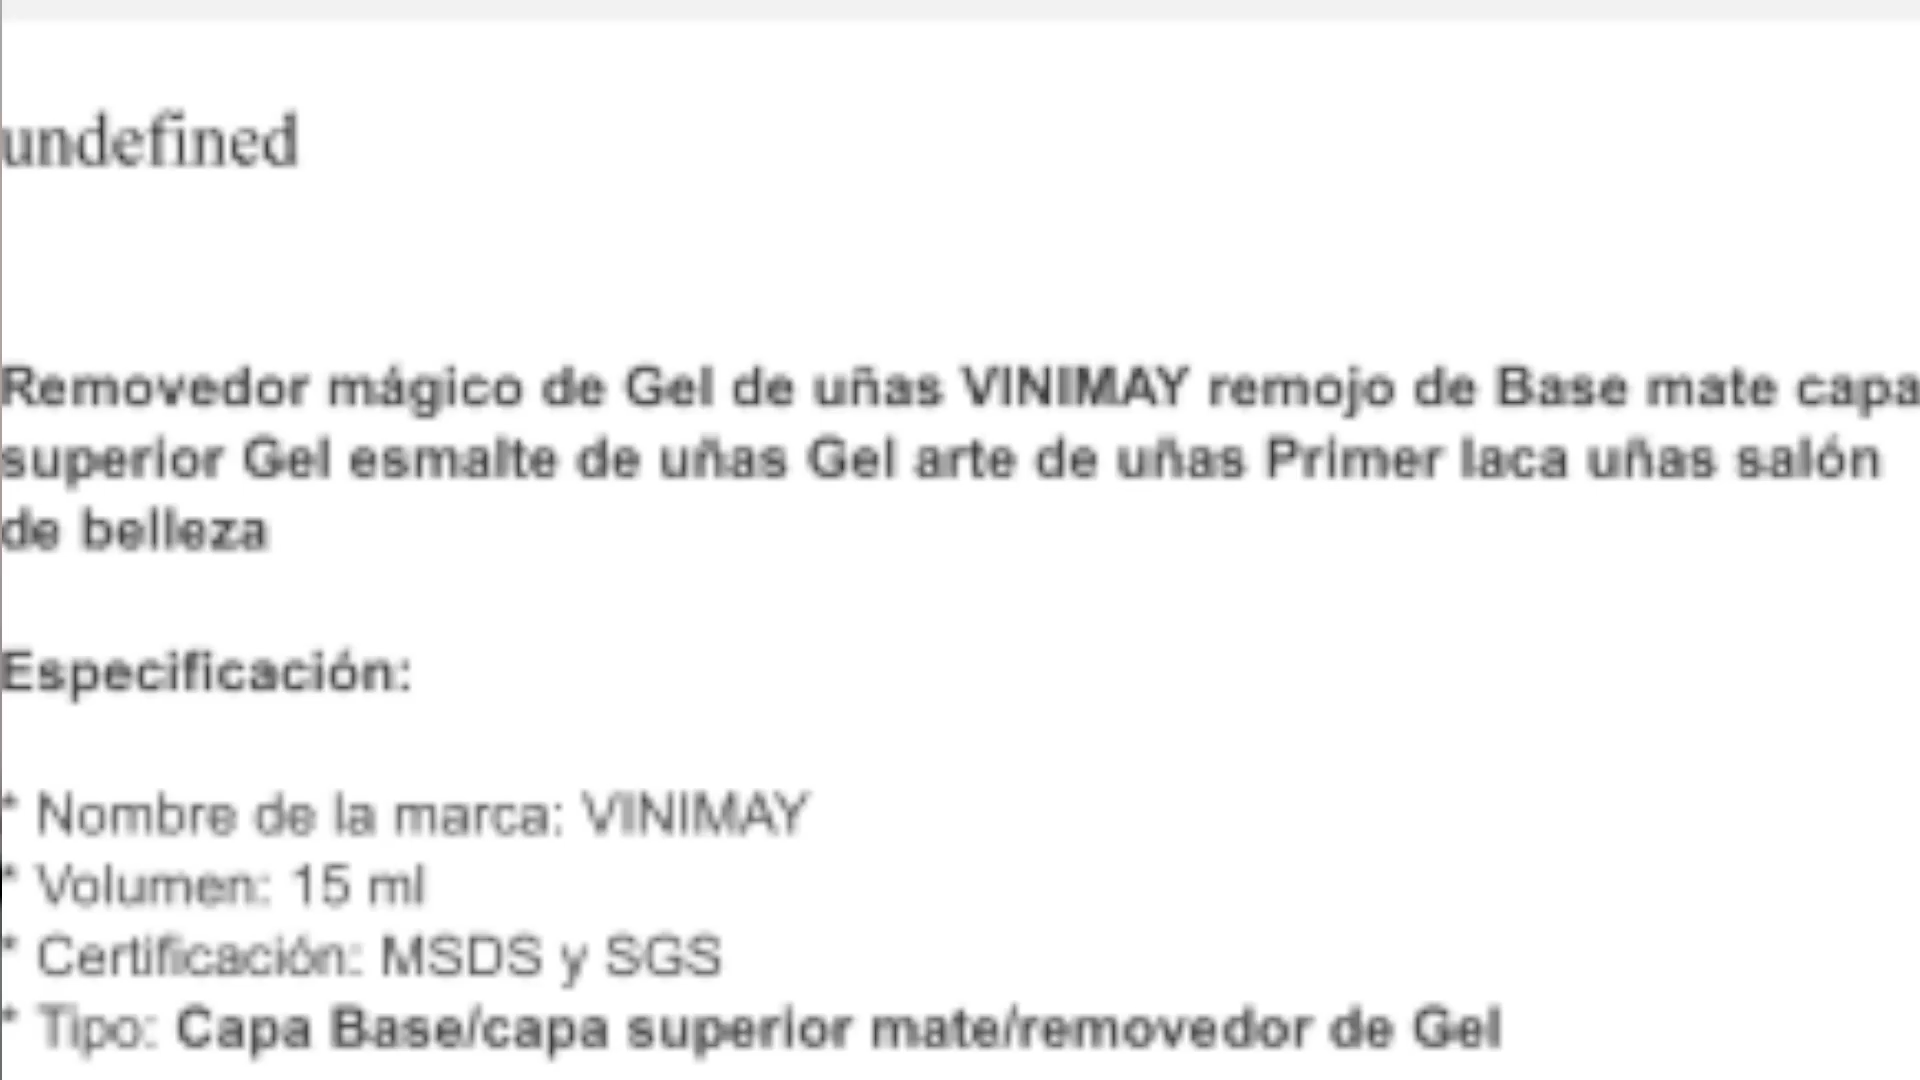 undefined
Removedor mágico de Gel de uñas VINIMAY remojo de Base mate capa
superior Gel esmalte de uñas Gel arte de uñas Primer laca uñas salón
de belleza
Especificación:
* Nombre de la marca: VINIMAY
* Volumen: 15 ml
* Certificación: MSDS y SGS
* Tipo: Capa Base/capa superior mate/removedor de Gel